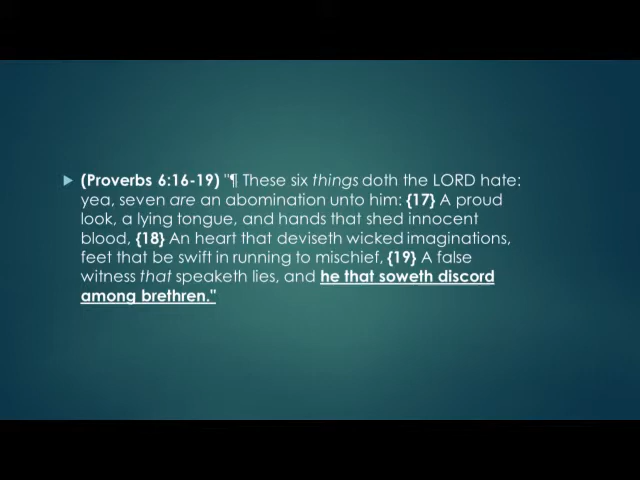 (Proverbs 6:16-19) "¶ These six things doth the LORD hate:
yea, seven are an abomination unto him: {17} A proud
look, a lying tongue, and hands that shed innocent
blood, {18} An heart that deviseth wicked imaginations,
feet that be swift in running to mischief, {19} A false
witness that speaketh lies, and he that soweth discord
among brethren."